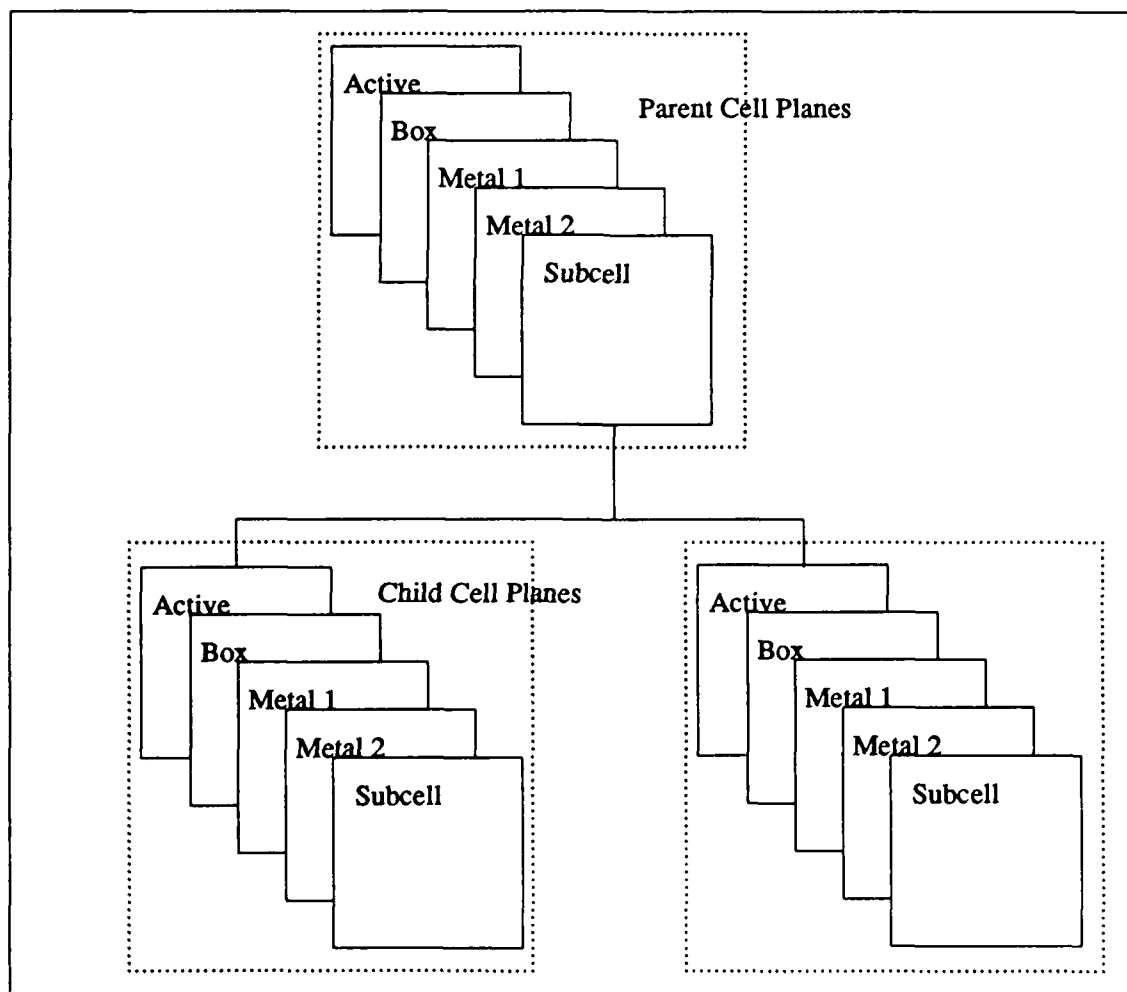 Active
Parent Cell Planes
Box
Metal 1
Metal 2
Subcell
Active
Child Cell Planes
Box
Metal 1
Metal 2
Subcell
Active
Box
Metal 1
Metal 2
Subcell